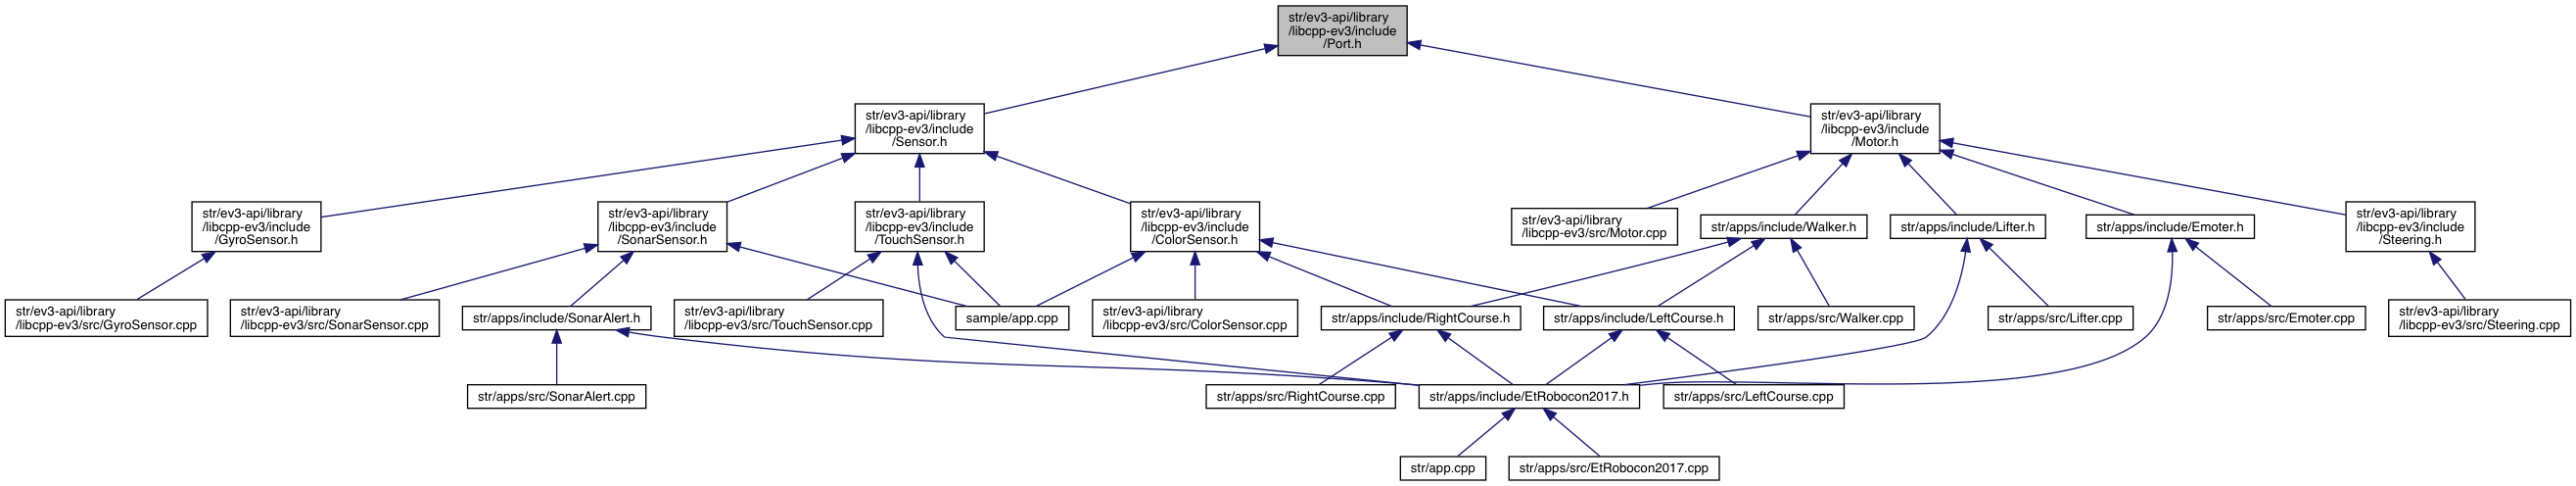 str/ev3-api/library
/libcpp-ev3/include
/Port.h
str/ev3-api/library
/libcpp-ev3/include
/Sensor.h
str/ev3-api/library
/libcpp-ev3/include
/Motor.h
str/ev3-api/library
/libcpp-ev3/include
/GyroSensor.h
str/ev3-api/library
/libcpp-ev3/include
/SonarSensor.h
str/ev3-api/library
/libcpp-ev3/include
/TouchSensor.h
str/ev3-api/library
/libcpp-ev3/include
/ColorSensor.h
str/ev3-api/library
/libcpp-ev3/src/Motor.cpp
str/apps/include/Walker.h
str/apps/include/Lifter.h
str/apps/include/Emoter.h
str/ev3-api/library
/libcpp-ev3/include
/Steering.h
str/ev3-api/library
/libcpp-ev3/src/GyroSensor.cpp
str/ev3-api/library
/libcpp-ev3/src/SonarSensor.cpp
str/apps/include/SonarAlert.h
str/ev3-api/library
/libcpp-ev3/src/TouchSensor.cpp
sample/app.cpp
str/ev3-api/library
/libcpp-ev3/src/ColorSensor.cpp
str/apps/include/RightCourse.h
str/apps/include/LeftCourse.h
str/apps/src/Walker.cpp
str/apps/src/Lifter.cpp
str/apps/src/Emoter.cpp
str/ev3-api/library
/libcpp-ev3/src/Steering.cpp
str/apps/src/SonarAlert.cpp
str/apps/src/RightCourse.cpp
str/apps/include/EtRobocon2017.h
str/apps/src/LeftCourse.cpp
str/app.cpp
str/apps/src/EtRobocon2017.cpp